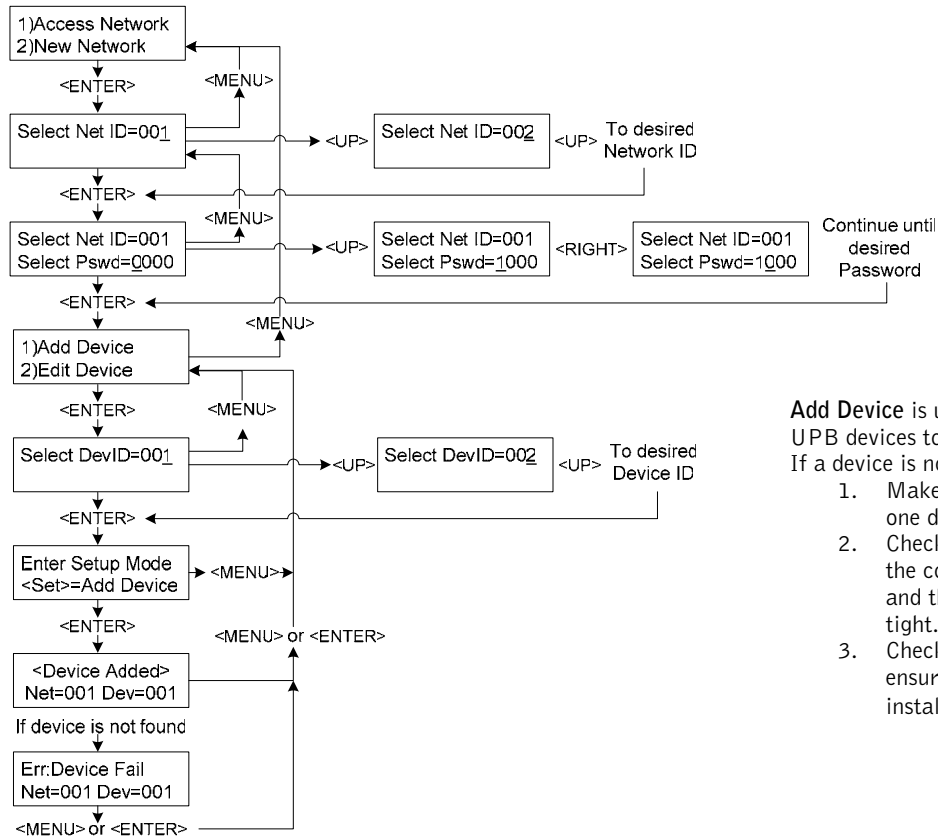 1)Access Network
2)New Network
<ENTER>
<MENU>
Select Net ID=001
<UP>
Select Net ID=002
<UP>
To desired
Network ID
<ENTER>
<MENU>
Select Net ID=001
Select Pswd=0000
<UP>
Select Net ID=001
Select Pswd=1000
<RIGHT>
Select Net ID=001
Select Pswd=1000
Continue until
desired
Password
<ENTER>
<MENU>
1)Add Device
2)Edit Device
<ENTER>
<MENU>
Select DevID=001
<UP>
Select DevID=002
<UP>
To desired
Device ID
<ENTER>
Enter Setup Mode
<Set>=Add Device
<MENU>
<ENTER>
<MENU> or <ENTER>
<Device Added>
Net=001 Dev=001
If device is not found
Err:Device Fail
Net=001 Dev=001
<MENU> or <ENTER>
Add Device is
UPB devices
If a device is
1. Make
one
2. Check
the
and
tight.
3. Check